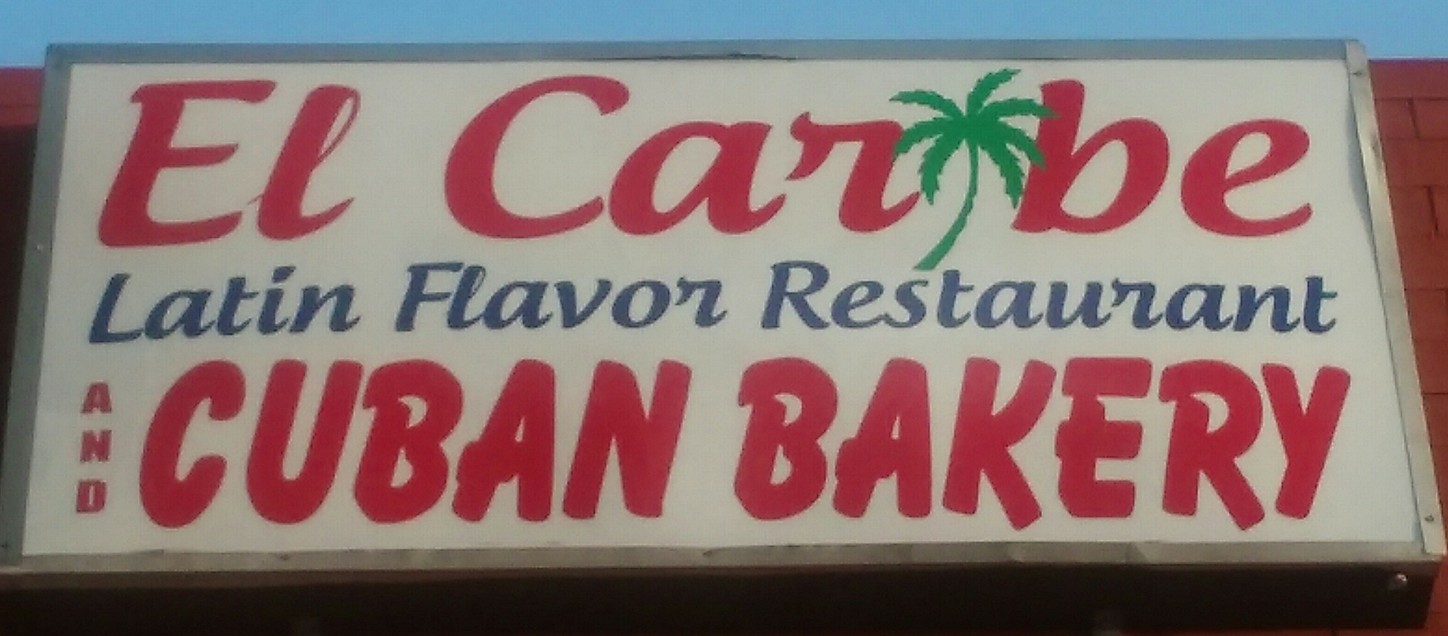 El Caribe
Latin Flavor Restaurant
AND CUBAN BAKERY